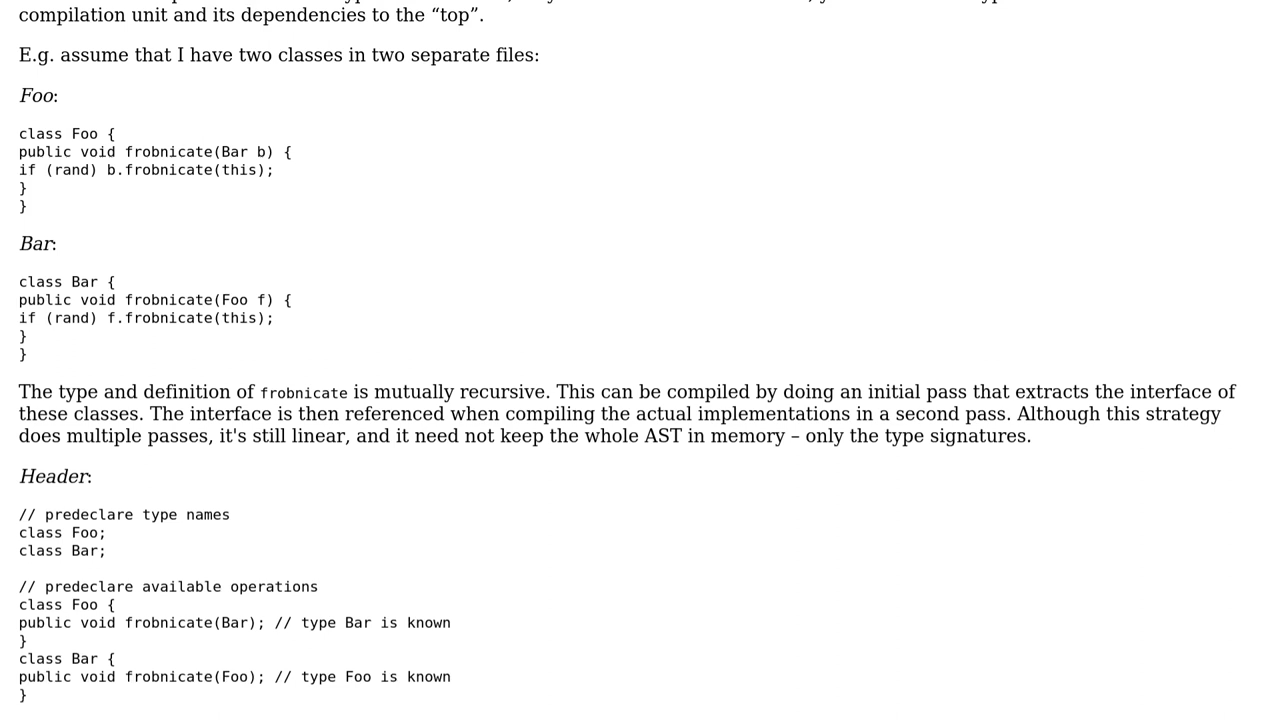 compilation unit and its dependencies to the “top”.
E.g. assume that I have two classes in two separate files:
Foo:
class Foo {
public void frobnicate(Bar b) {
if (rand) b.frobnicate(this);
}
}
Bar:
class Bar {
public void frobnicate(Foo f) {
if (rand) f.frobnicate(this);
}
}
The type and definition of frobnicate is mutually recursive. This can be compiled by doing an initial pass that extracts the interface of
these classes. The interface is then referenced when compiling the actual implementations in a second pass. Although this strategy
does multiple passes, it's still linear, and it need not keep the whole AST in memory – only the type signatures.
Header:
// predeclare type names
class Foo;
class Bar;
// predeclare available operations
class Foo {
public void frobnicate(Bar); // type Bar is known
}
class Bar {
public void frobnicate(Foo); // type Foo is known
}